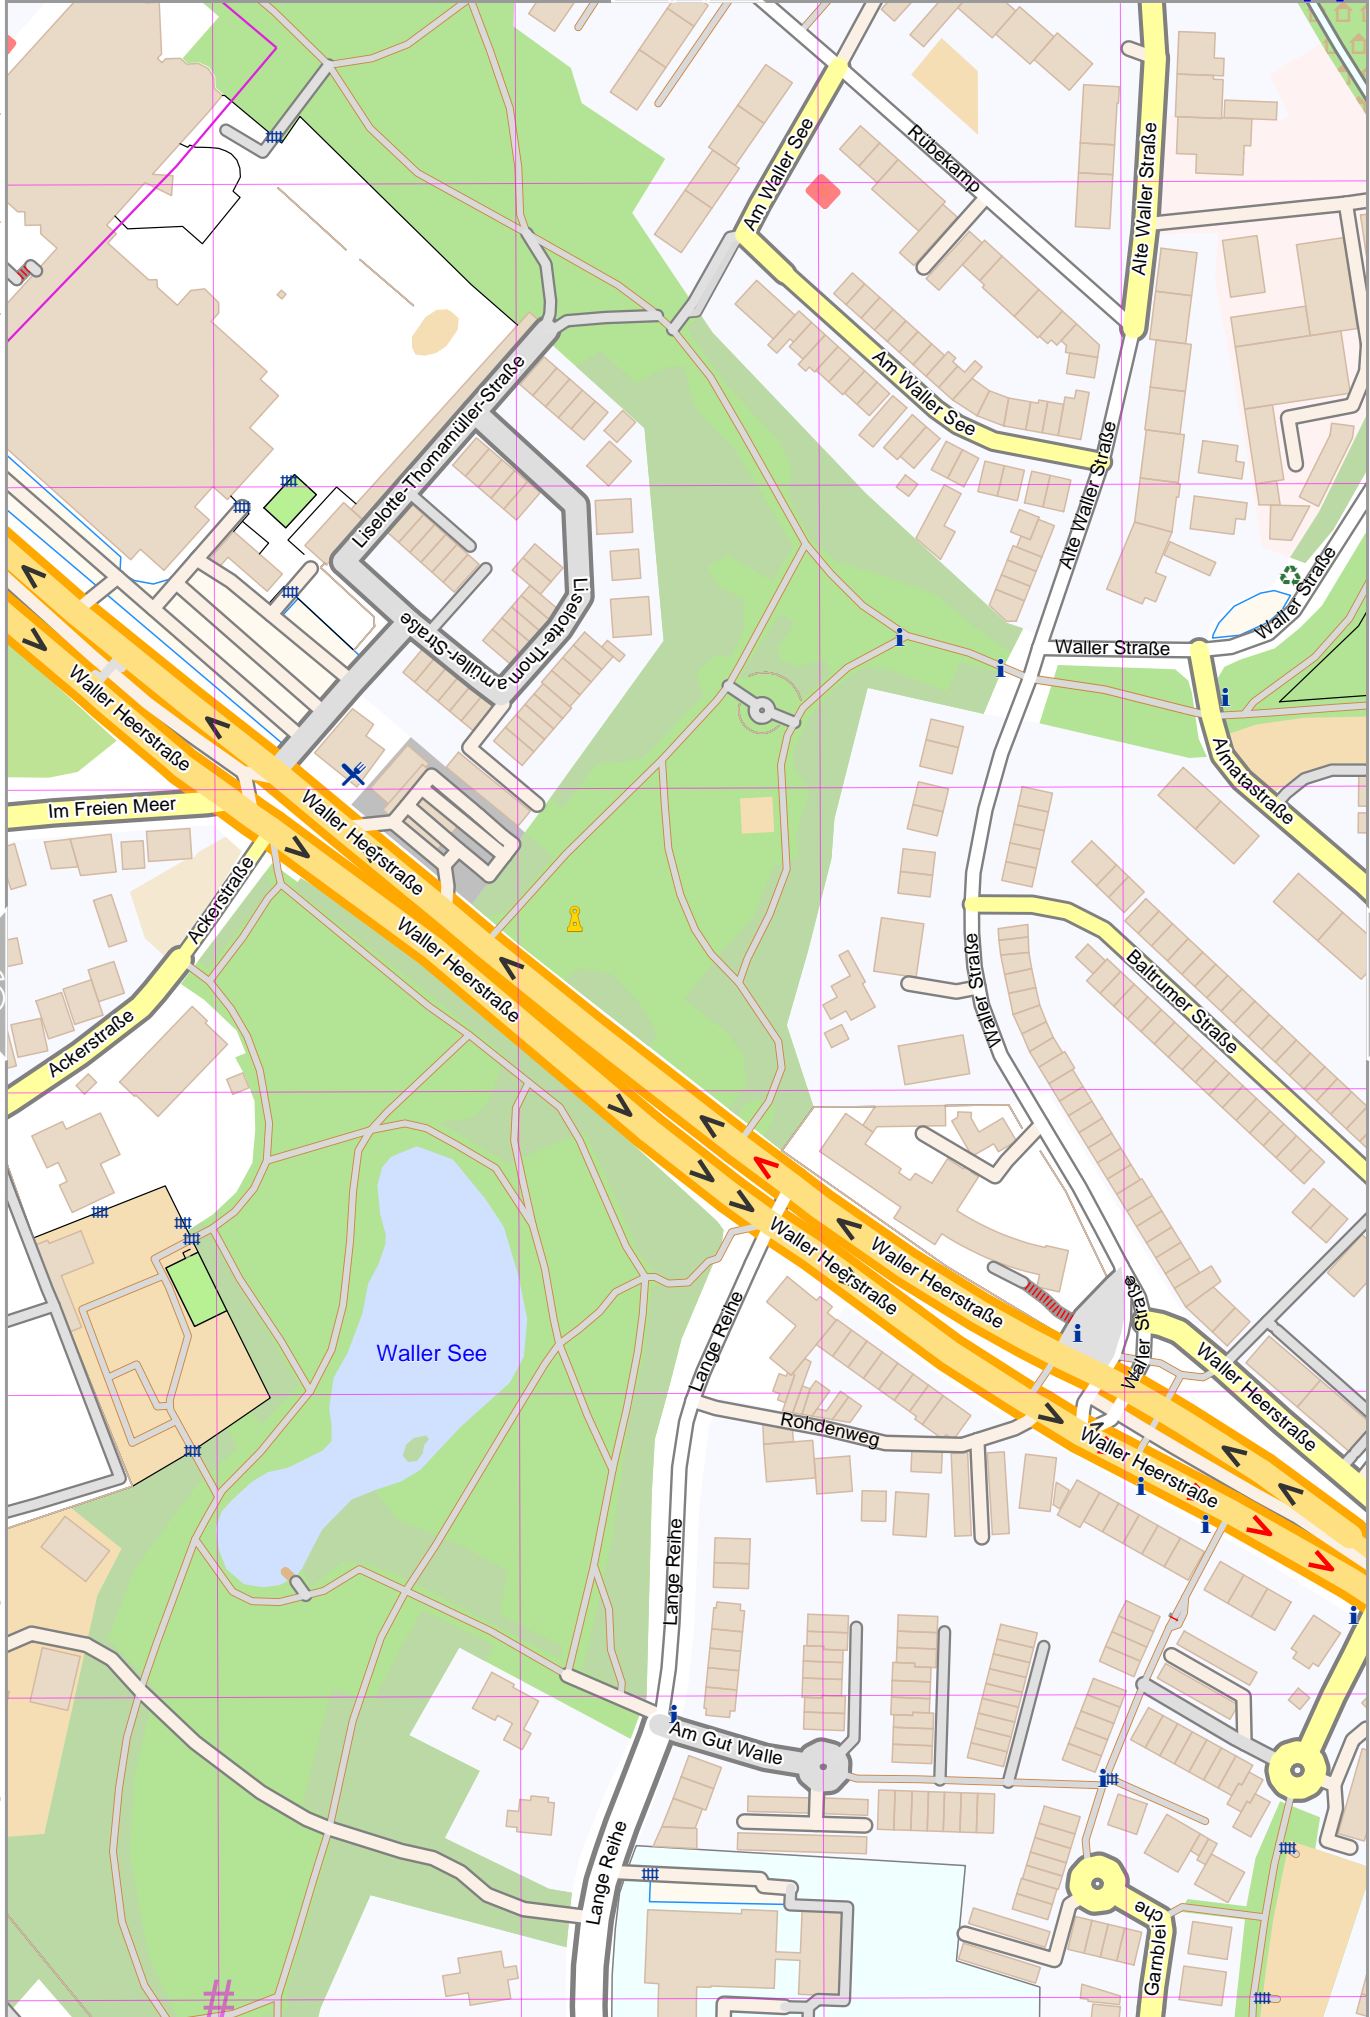 Rübekamp
Am Waller See
Alte Waller Straße
Liselotte-Thomamüller-Straße
Am Waller See
Alte Waller Straße
Waller Straße
Liselotte-Thomamüller-Straße
Waller Straße
Waller Heerstraße
Im Freien Meer
Waller Heerstraße
Almatastraße
Ackerstraße
Waller Heerstraße
Waller Straße
Baltrumer Straße
Ackerstraße
Waller Heerstraße
Waller Heerstraße
Waller Straße
Waller Straße
Waller See
Lange Reihe
Waller Heerstraße
Rohdenweg
Waller Heerstraße
Lange Reihe
Am Gut Walle
Lange Reihe
Garnbleiche
#